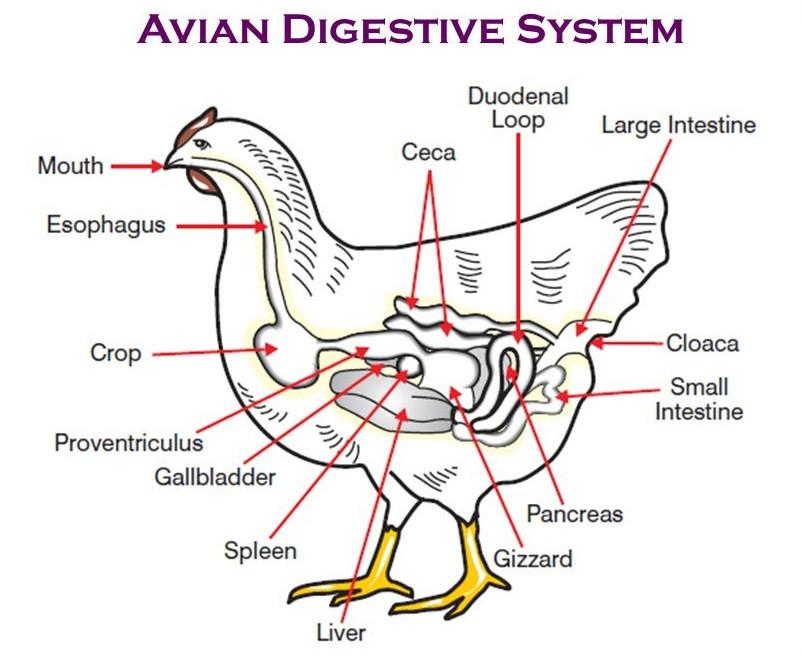 AVIAN DIGESTIVE SYSTEM
Duodenal
Loop
Large Intestine
Ceca
Mouth
Esophagus
Crop
Cloaca
Small
Intestine
Proventriculus
Gallbladder
Pancreas
Spleen
Gizzard
Liver